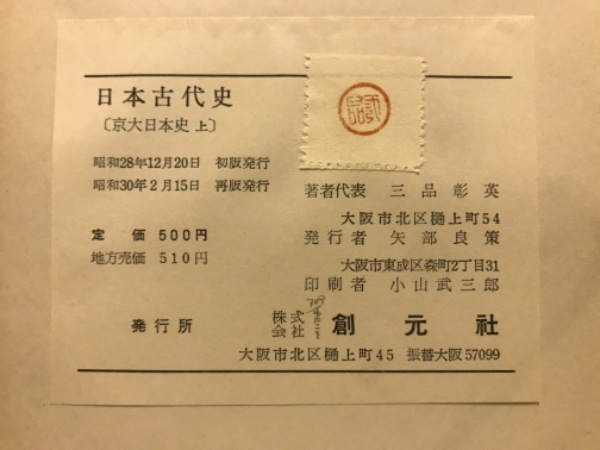 日本古代史
〔京大日本史 上〕
昭和28年12月20日 初版発行
昭和30年2月15日 再版発行
定価 500円
地方売価 510円
著者代表 三品彰英
大阪市北区樋上町54
発行者 矢部良策
大阪市東成区森町2丁目31
印刷者 小山武三郎
発行所 株式会社 創元社
大阪市北区樋上町45 振替大阪57099